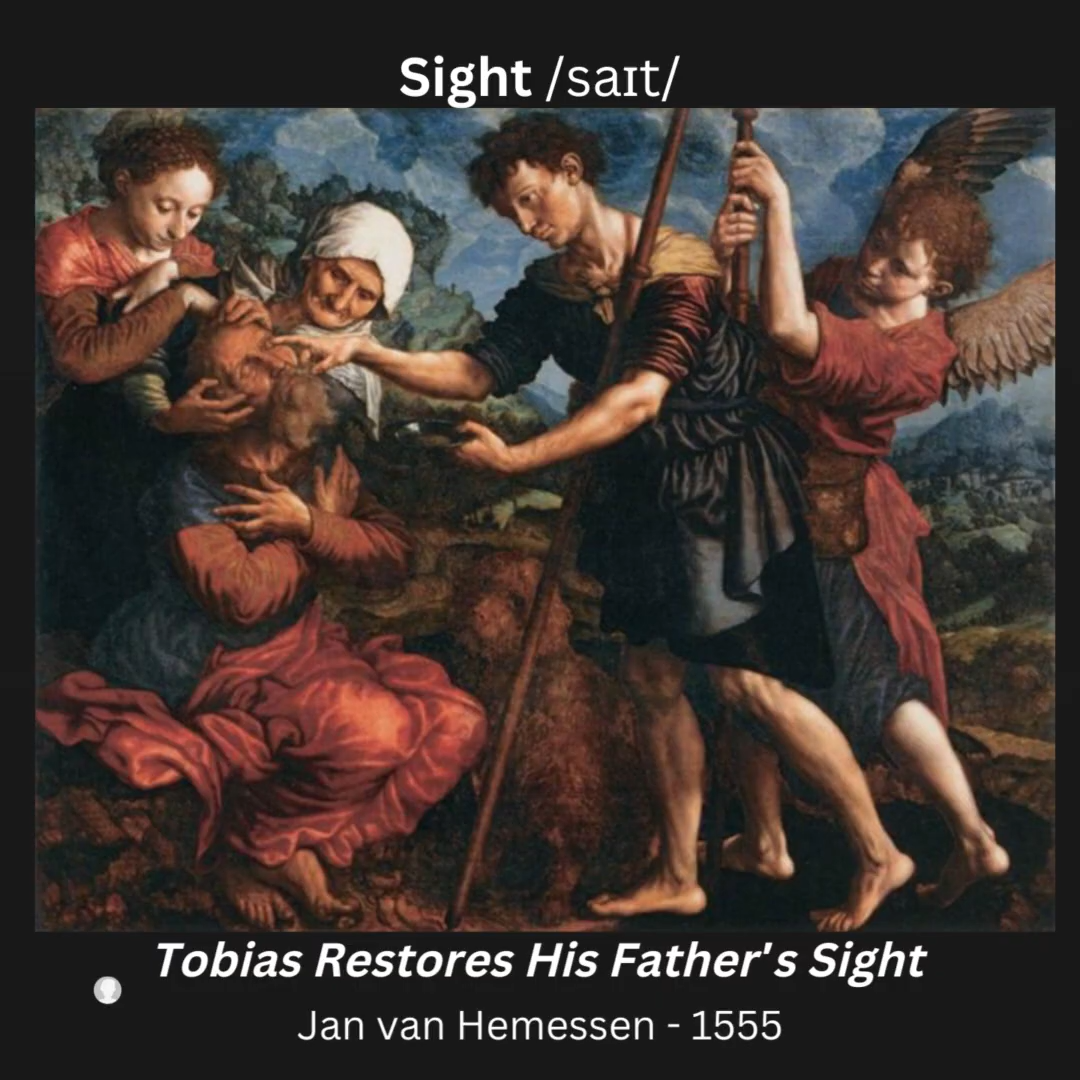 Sight /saɪt/
Tobias Restores His Father's Sight
Jan van Hemessen - 1555